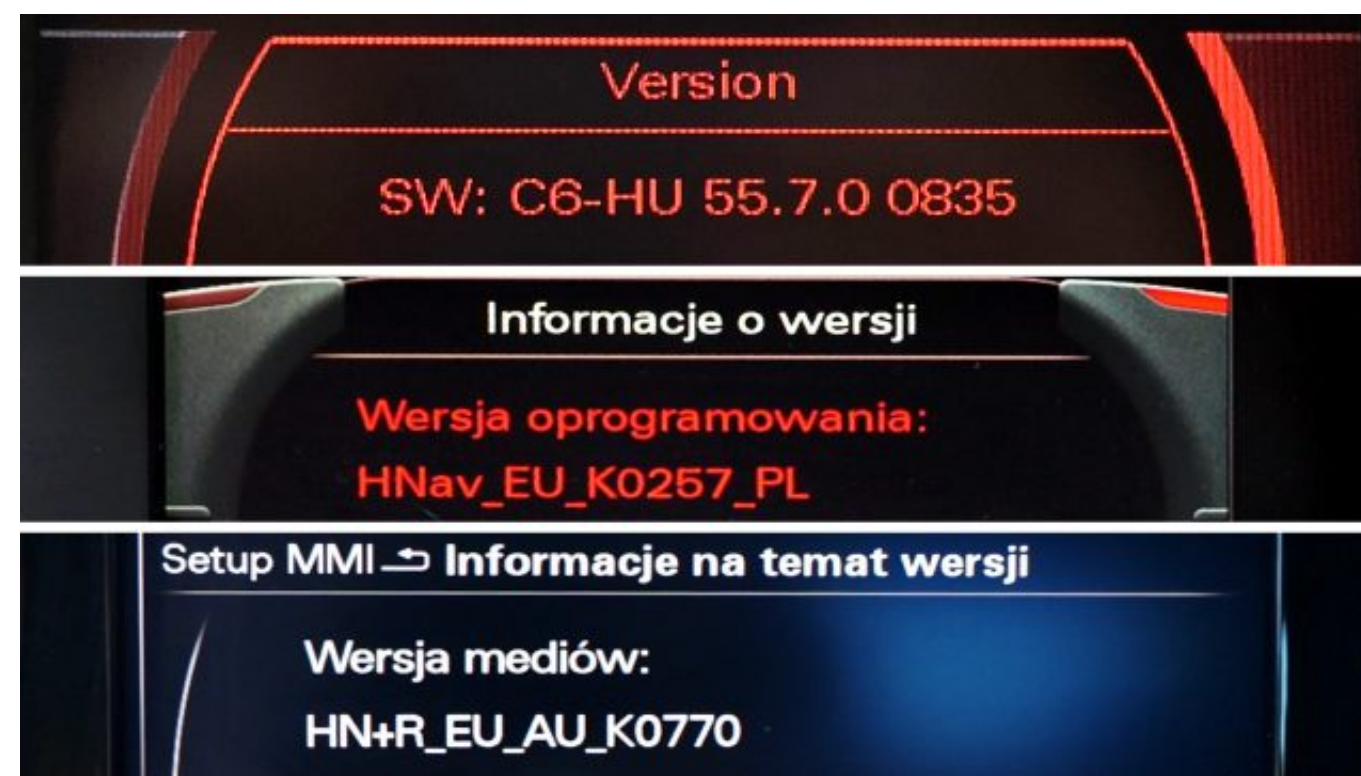 Version
SW: C6-HU 55.7.0 0835
Informacje o wersji
Wersja oprogramowania:
HNav_EU_K0257_PL
Setup MMI Informacje na temat wersji
Wersja mediów:
HN+R_EU_AU_K0770